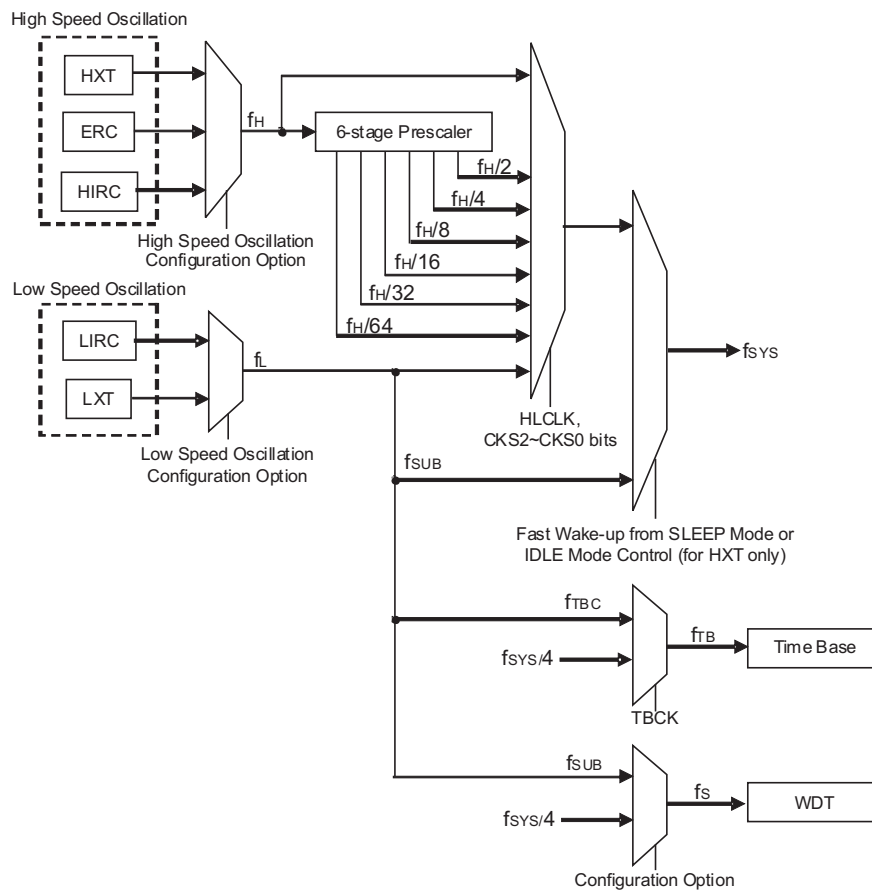 High Speed Oscillation
HXT
ERC
HIRC
fH
6-stage Prescaler
fH/2
fH/4
fH/8
fH/16
fH/32
fH/64
High Speed Oscillation
Configuration Option
Low Speed Oscillation
LIRC
LXT
fL
Low Speed Oscillation
Configuration Option
HLCLK,
CKS2~CKS0 bits
fSYS
fSUB
Fast Wake-up from SLEEP Mode or
IDLE Mode Control (for HXT only)
fTBC
fSYS/4
TBCK
fTB
Time Base
fSUB
fSYS/4
fS
WDT
Configuration Option